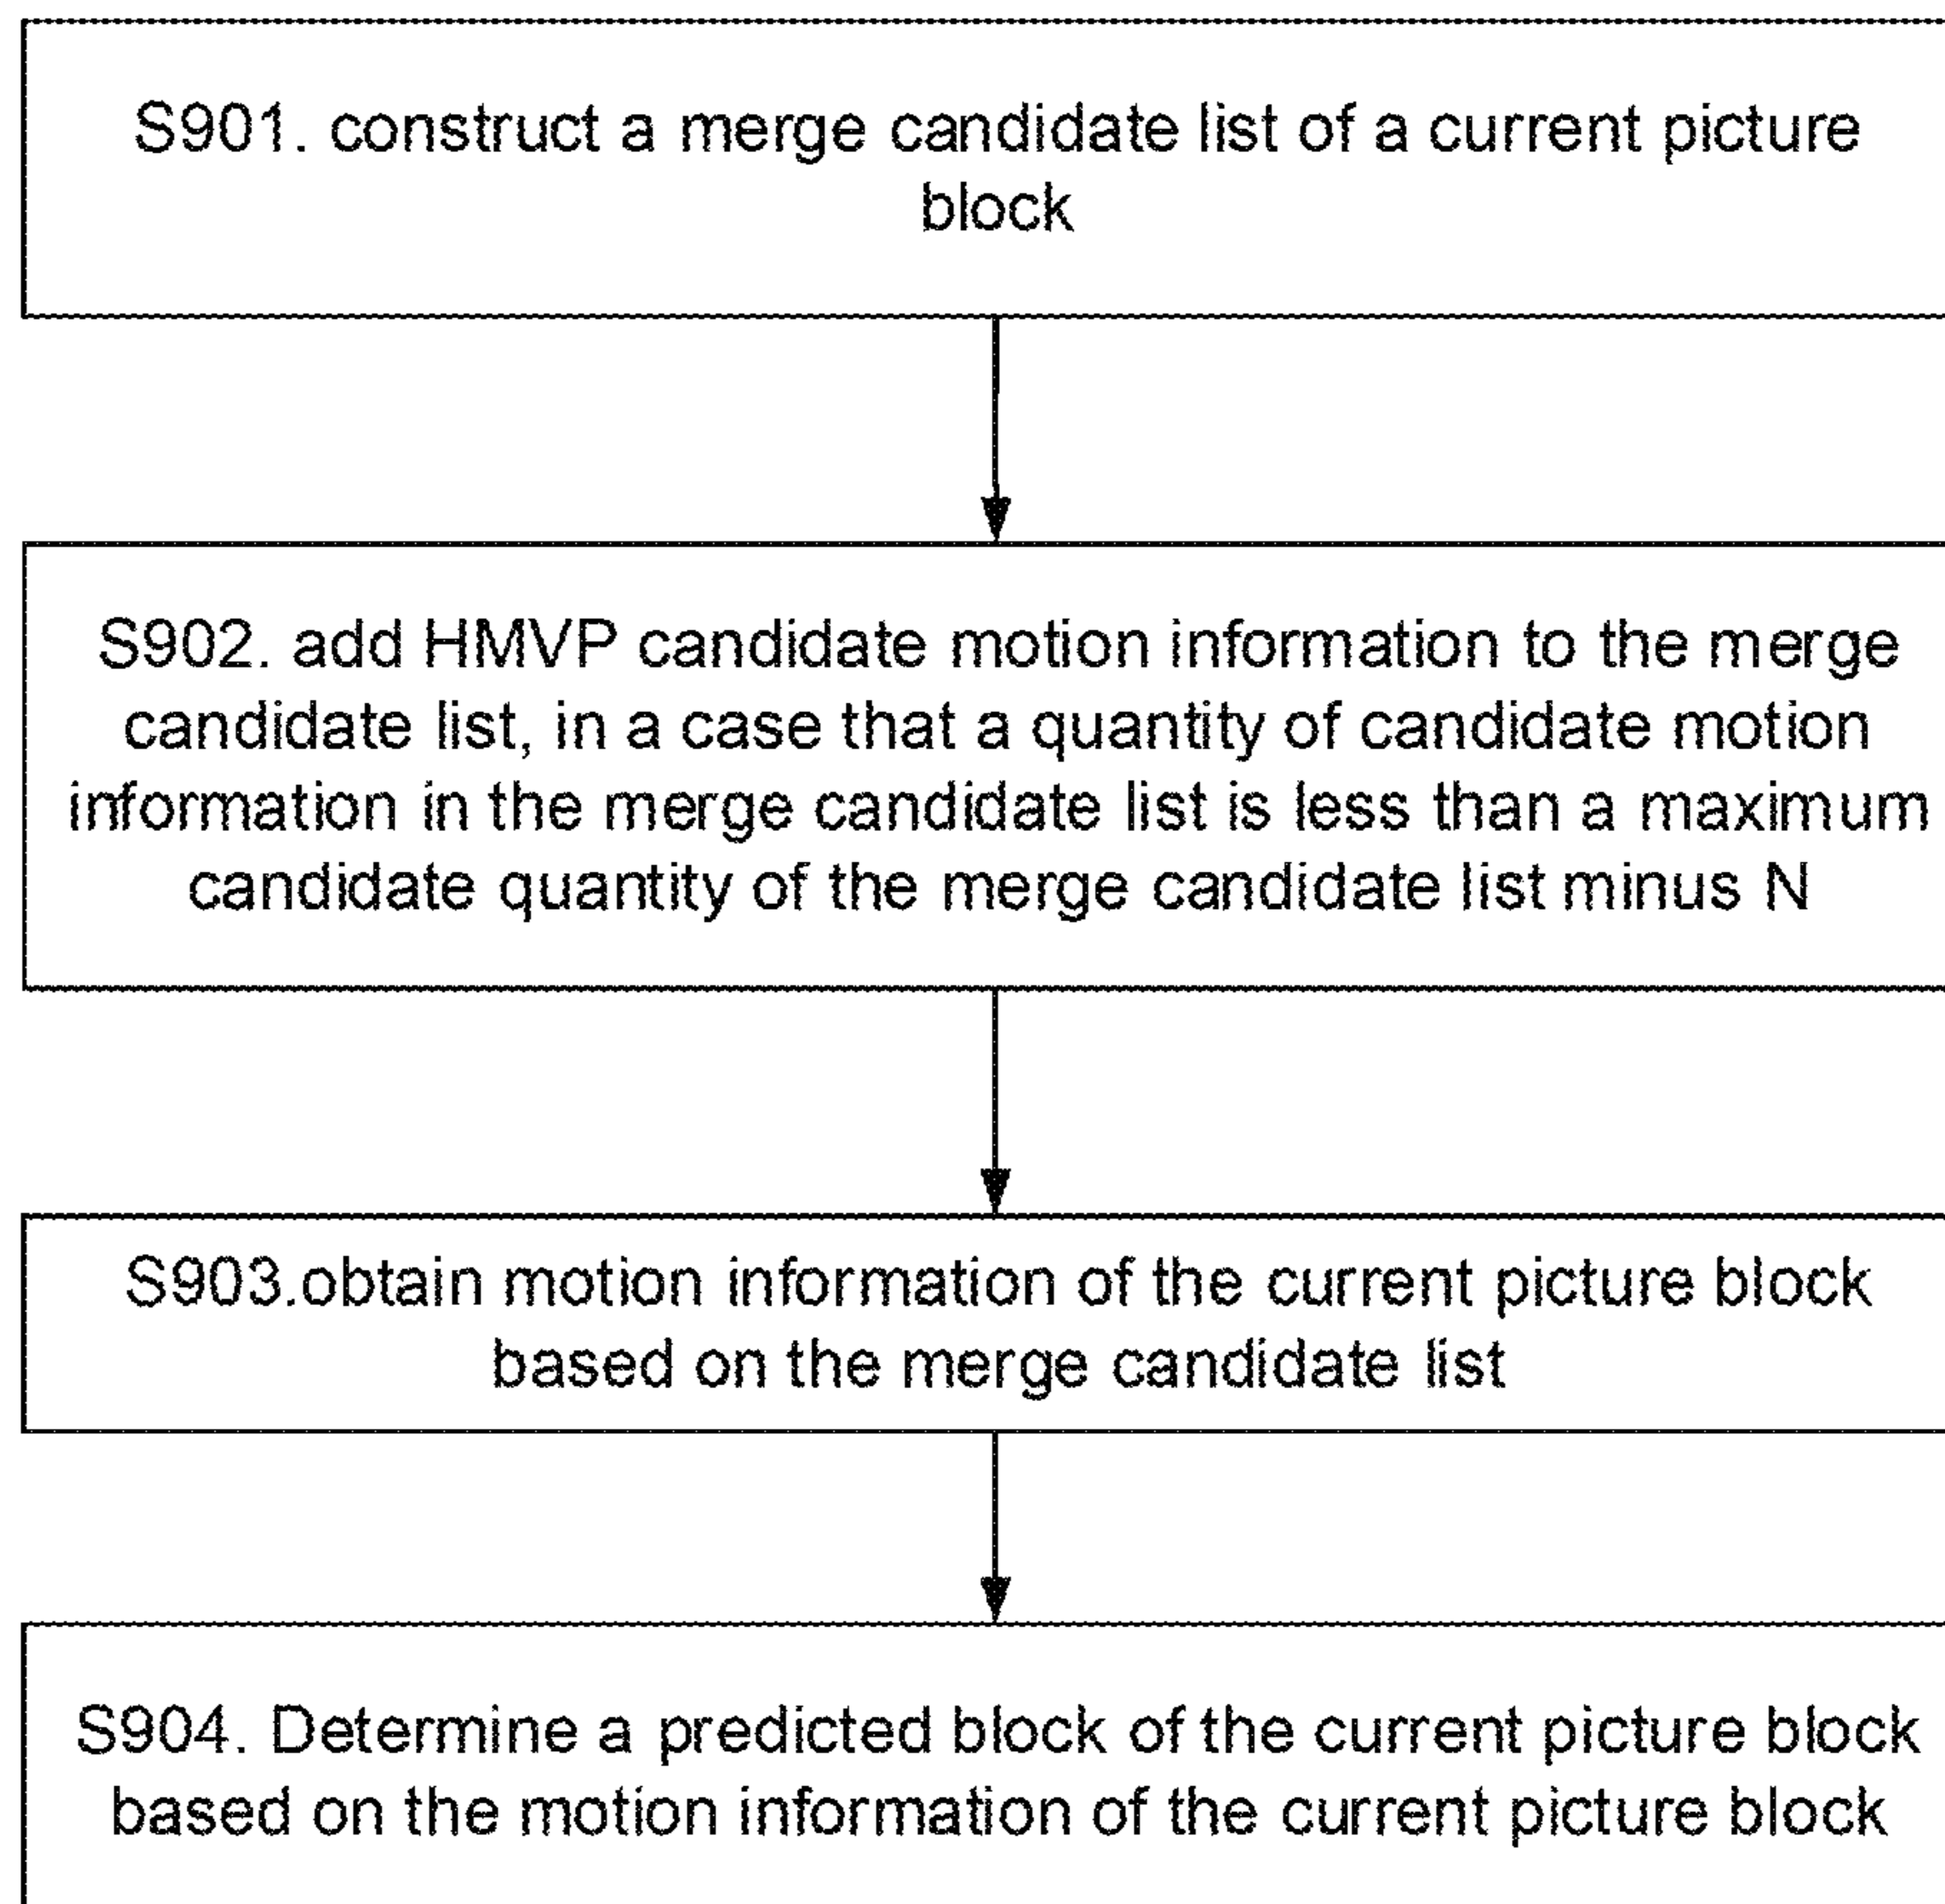 S901. construct a merge candidate list of a current picture
block
S902. add HMVP candidate motion information to the merge
candidate list, in a case that a quantity of candidate motion
information in the merge candidate list is less than a maximum
candidate quantity of the merge candidate list minus N
S903.obtain motion information of the current picture block
based on the merge candidate list
S904. Determine a predicted block of the current picture block
based on the motion information of the current picture block